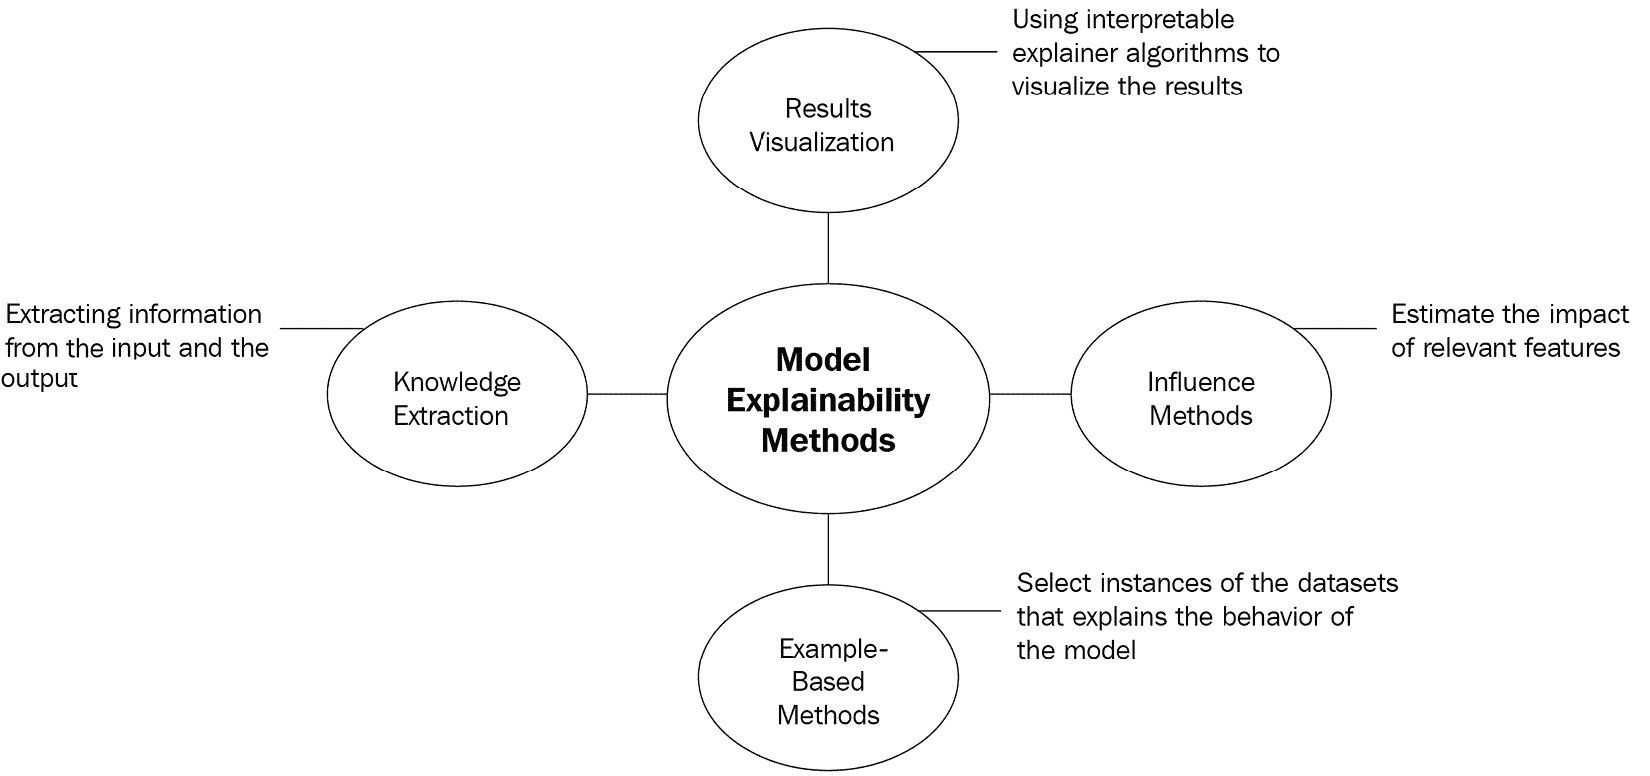 Using interpretable
explainer algorithms to
visualize the results
Results
Visualization
Extracting information
from the input and the
output
Knowledge
Extraction
Model
Explainability
Methods
Influence
Methods
Estimate the impact
of relevant features
Select instances of the datasets
that explains the behavior of
the model
Example-
Based
Methods